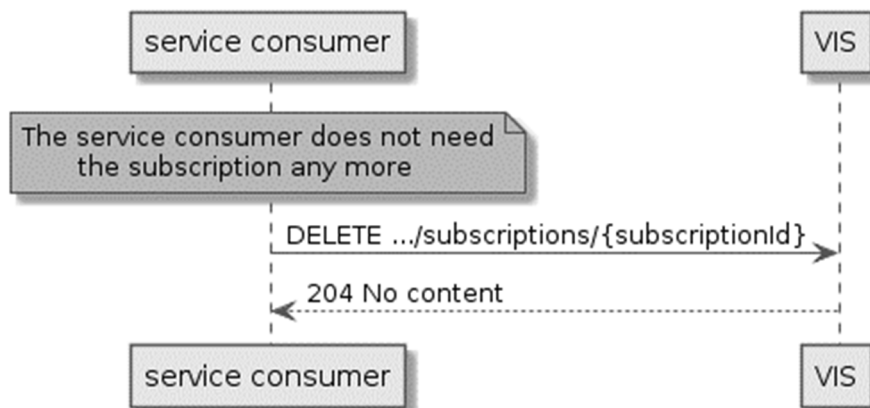 service consumer
VIS
The service consumer does not need
the subscription any more
DELETE .../subscriptions/{subscriptionId}
204 No content
service consumer
VIS